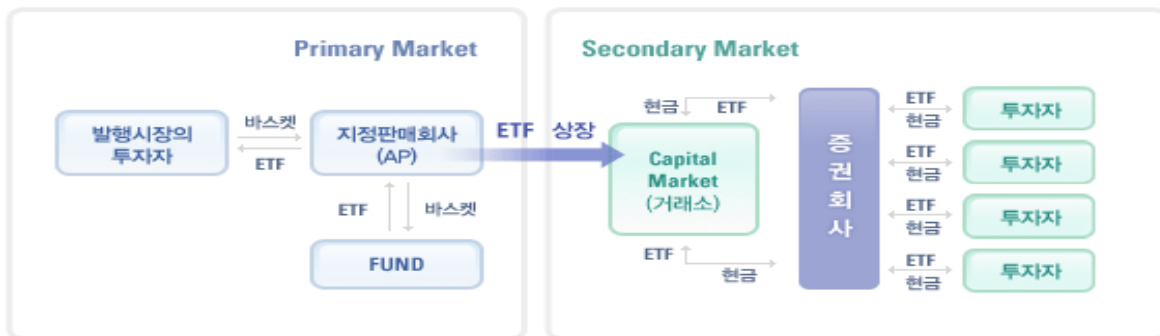 Primary Market
발행시장의
투자자
바스켓
ETF
지정판매회사
(AP)
ETF
바스켓
FUND
ETF 상장
Secondary Market
현금
ETF
Capital
Market
(거래소)
ETF
현금
증
권
회
사
ETF
현금
투자자
ETF
현금
투자자
ETF
현금
투자자
ETF
현금
투자자